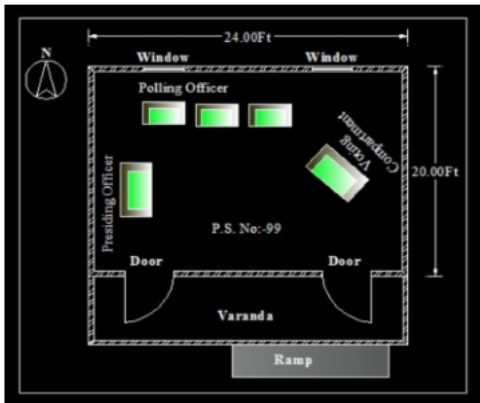 24.00Ft
N
Window
Window
Polling Officer
Voting
Compartment
20.00Ft
Presiding Officer
P.S. No:-99
Door
Door
Varanda
Ramp